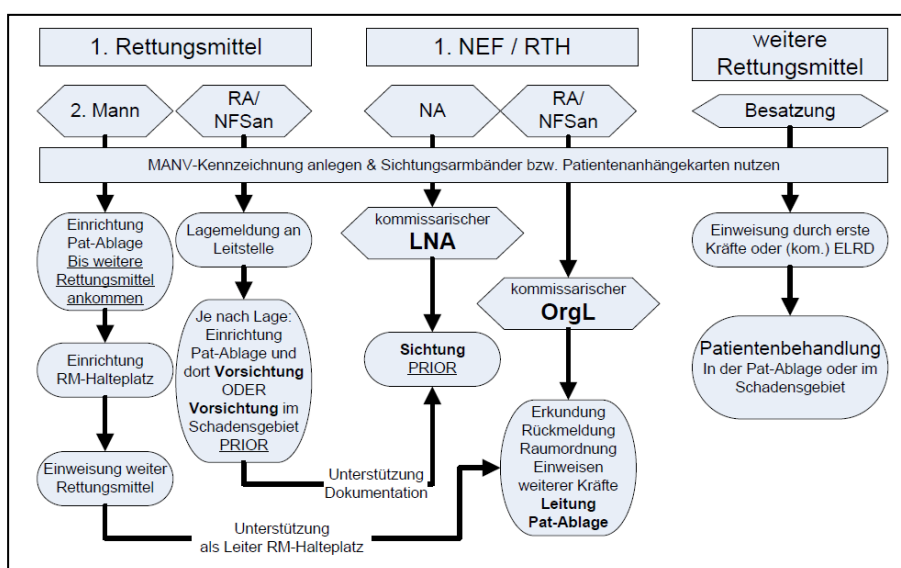 1. Rettungsmittel
1. NEF / RTH
weitere
Rettungsmittel
2. Mann
RA/
NFSan
NA
RA/
NFSan
Besatzung
MANV-Kennzeichnung anlegen & Sichtungsarmbänder bzw. Patientenanhängekarten nutzen
Einrichtung
Pat-Ablage
Bis weitere
Rettungsmittel
ankommen
Lagemeldung an
Leitstelle
kommissarischer
LNA
Einweisung durch erste
Kräfte oder (kom.) ELRD
kommissarischer
OrgL
Je nach Lage:
Einrichtung
Pat-Ablage und
dort Vorsichtung
ODER
Vorsichtung im
Schadensgebiet
PRIOR
Einrichtung
RM-Halteplatz
Sichtung
PRIOR
Patientenbehandlung
In der Pat-Ablage oder im
Schadensgebiet
Erkundung
Rückmeldung
Raumordnung
Einweisen
weiterer Kräfte
Leitung
Pat-Ablage
Einweisung weiter
Rettungsmittel
Unterstützung
Dokumentation
Unterstützung
als Leiter RM-Halteplatz